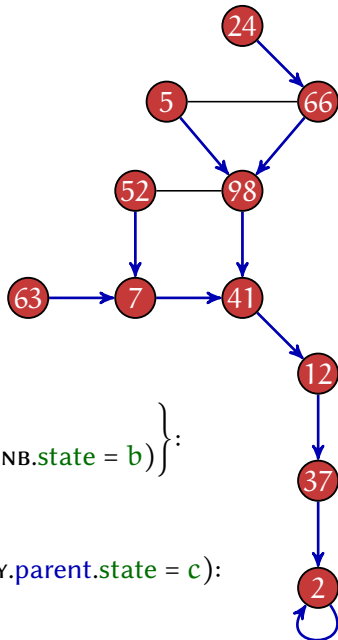 24
5 66
52 98
63 7 41
12
NB.state = b)}:
37
Y.parent.state = c):
2